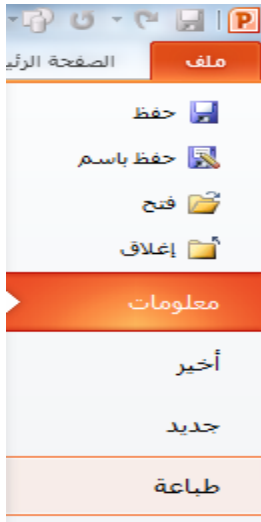 P
ملف الصفحة الرئي
حفظ
حفظ باسم
فتح
إغلاق
معلومات
أخير
جديد
طباعة